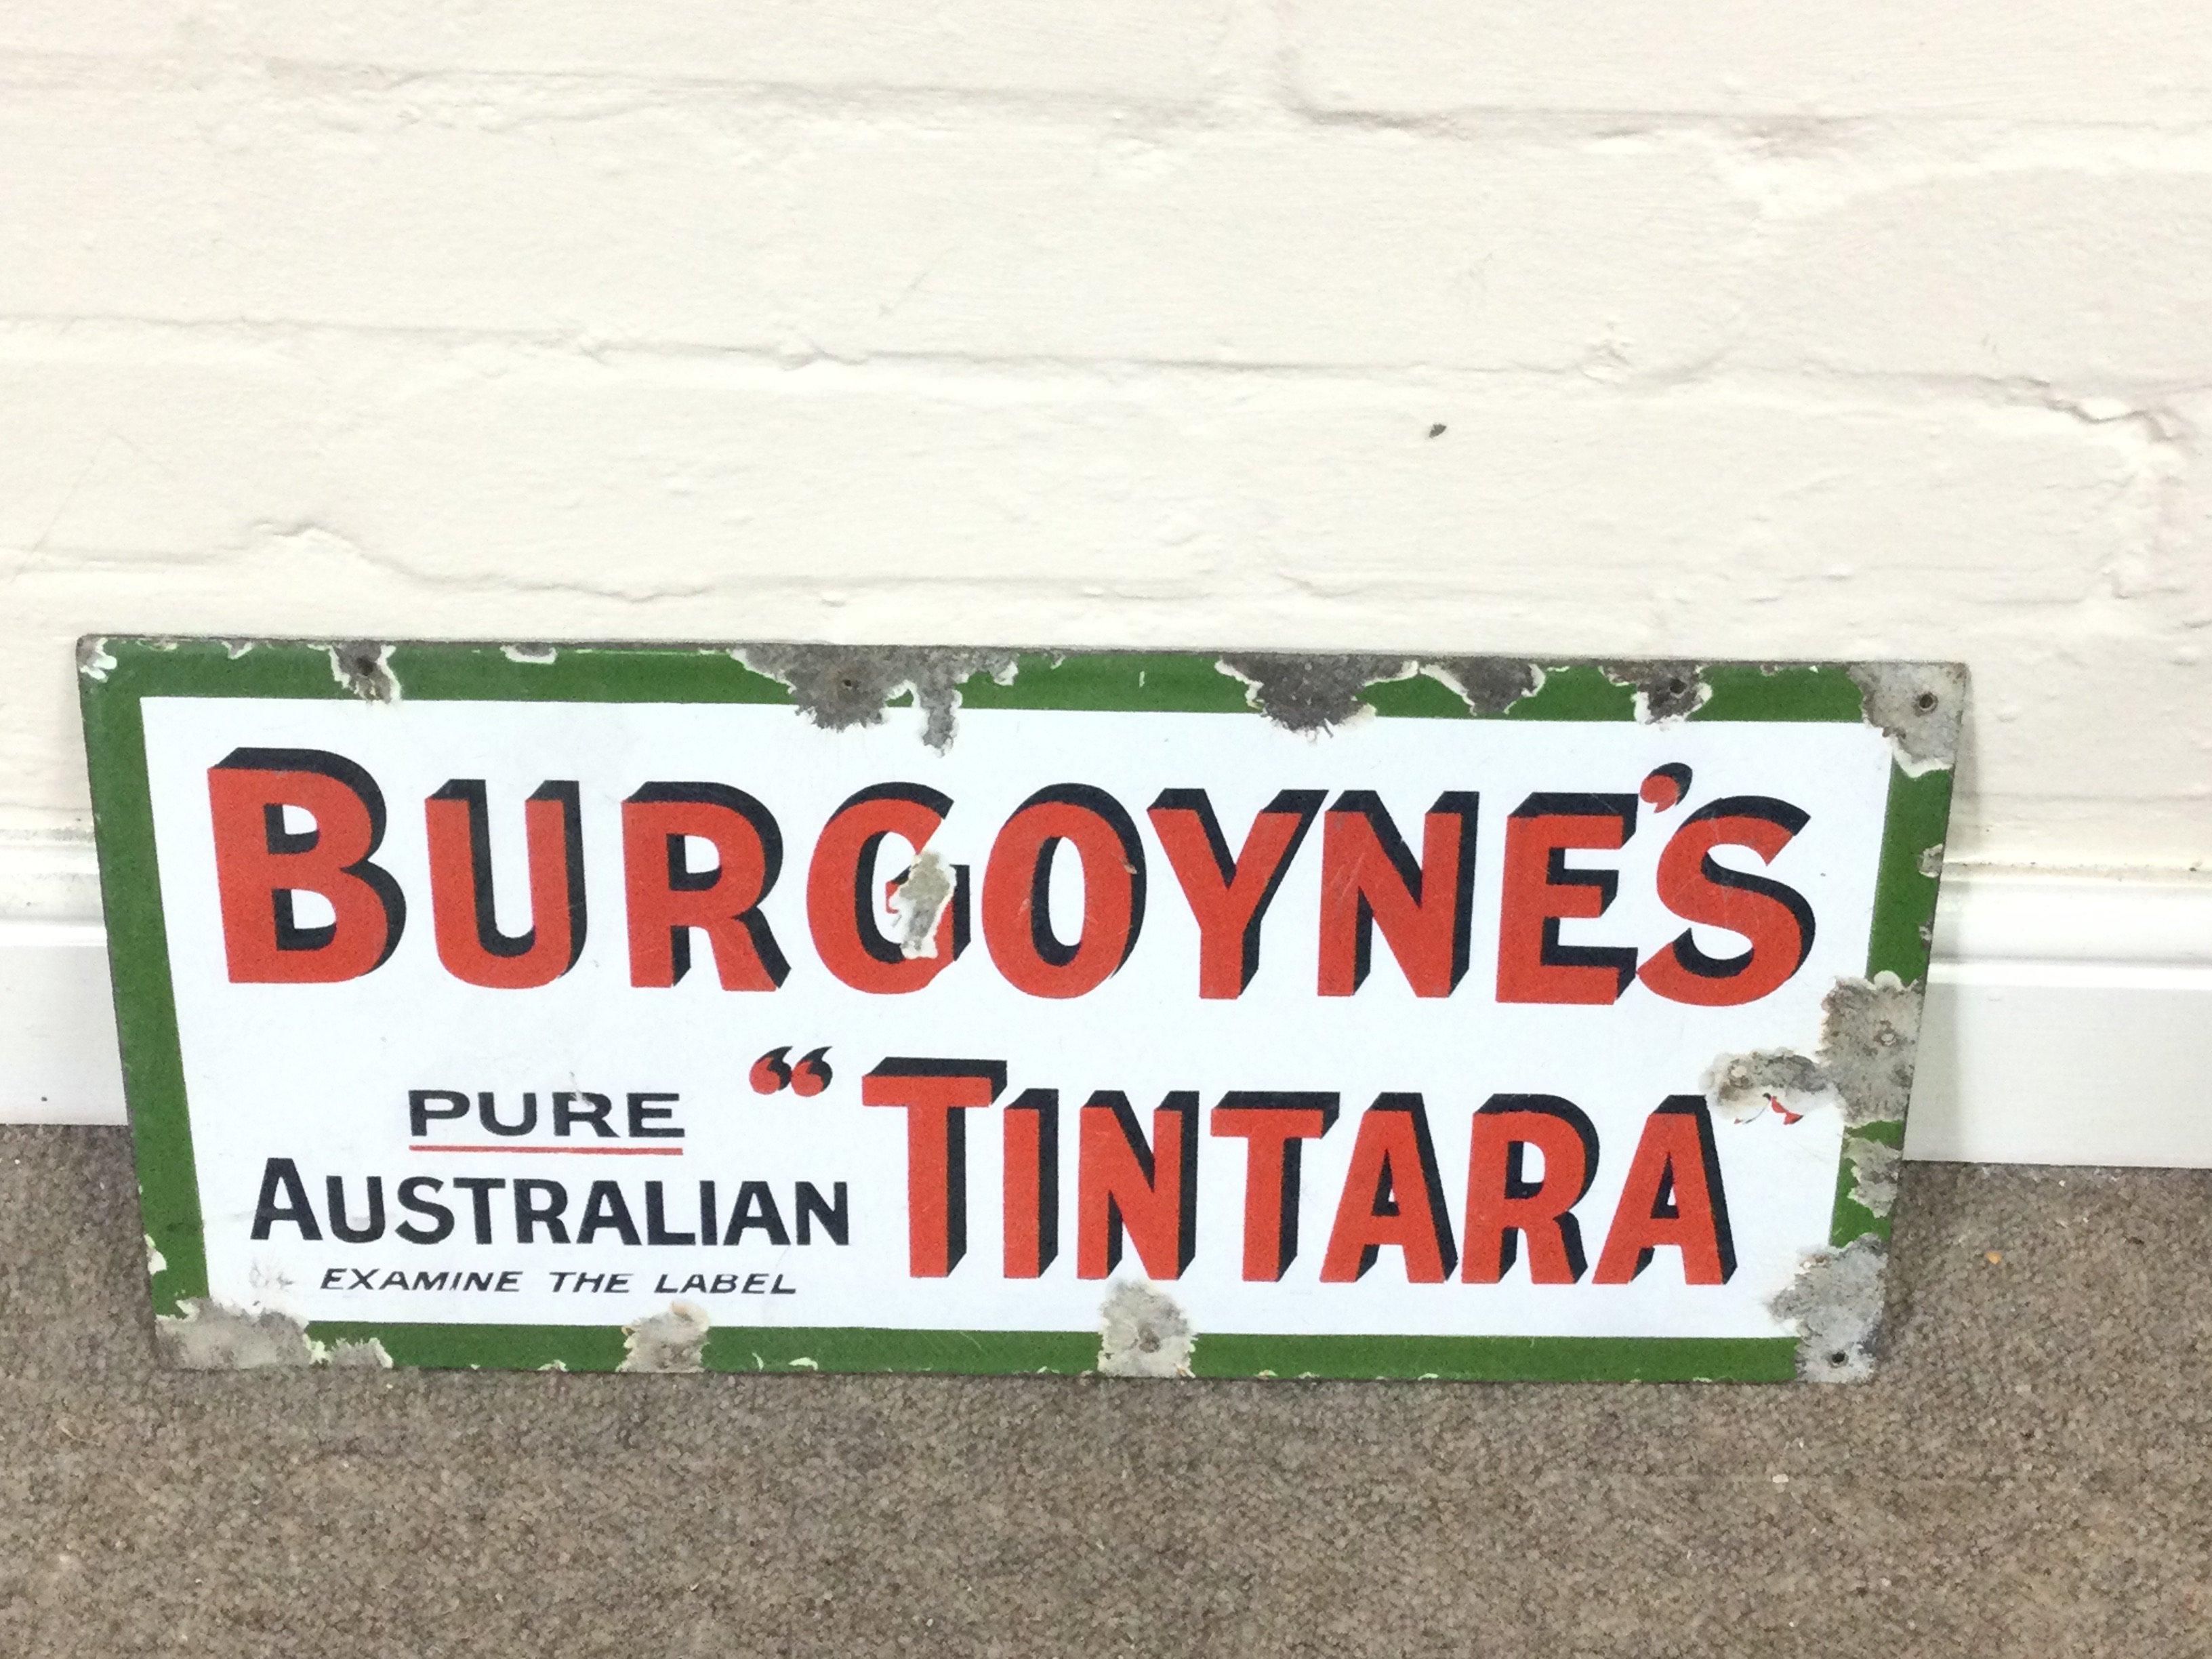 BURGOYNE'S
PURE "TINTARA"
AUSTRALIAN
EXAMINE THE LABEL